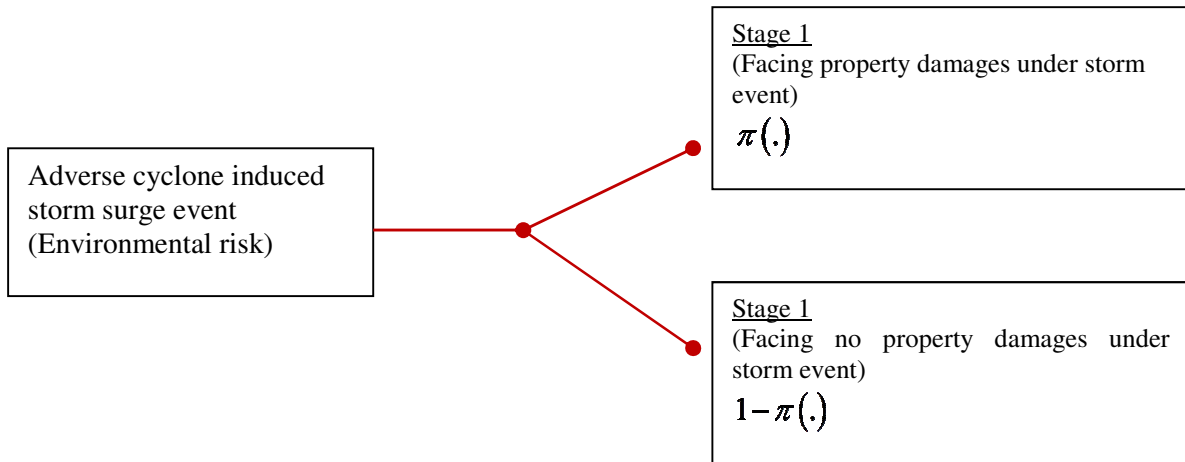 Stage 1
(Facing property damages under storm
event)
π(.)
Adverse cyclone induced
storm surge event
(Environmental risk)
Stage 1
(Facing no property damages under
storm event)
1−π(.)